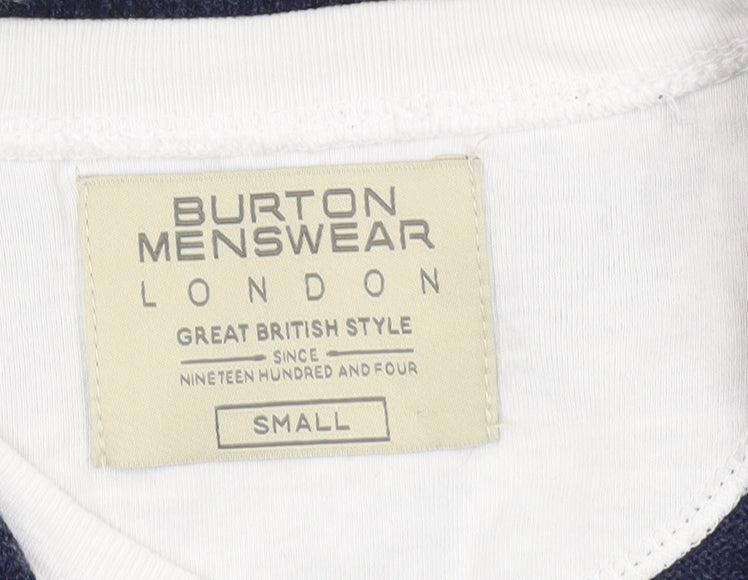 BURTON
MENSWEAR
LONDON
GREAT BRITISH STYLE
SINCE
NINETEEN HUNDRED AND FOUR
SMALL